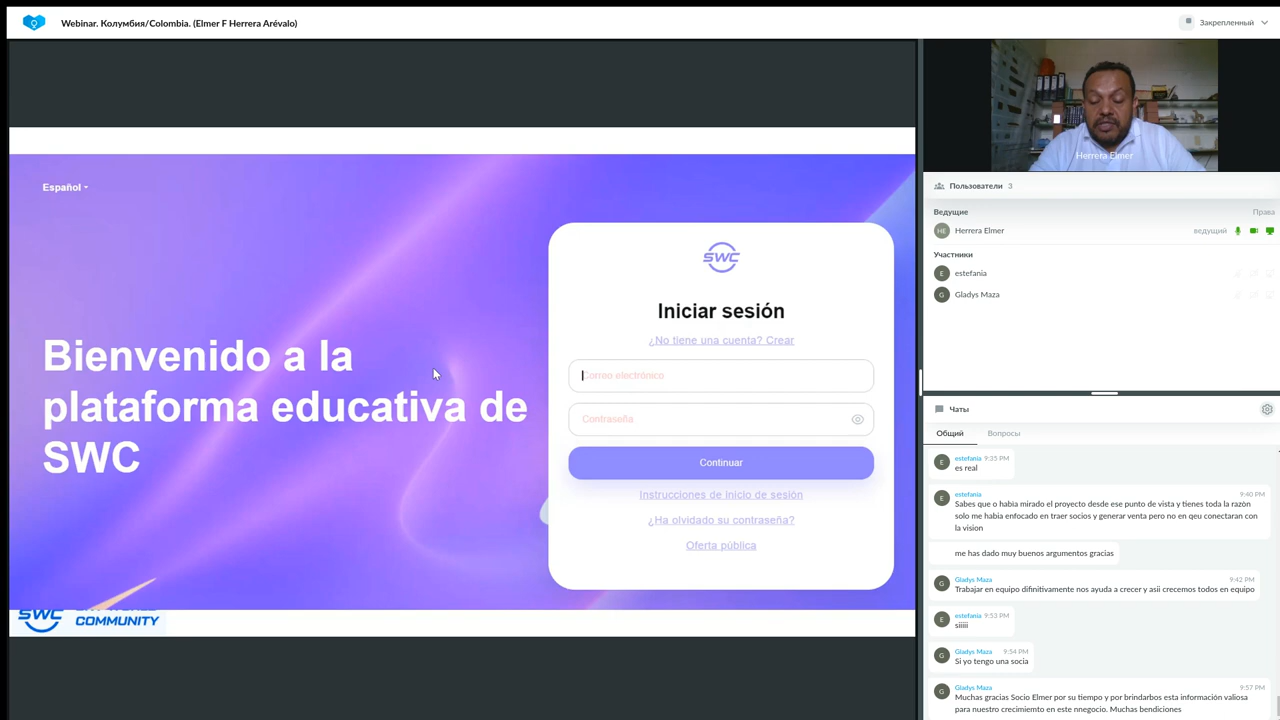 Webinar. Колумбия/Colombia. (Elmer F Herrera Arévalo)
Закрепленный
Español
Bienvenido a la
plataforma educativa de
SWC
SWC
Iniciar sesión
¿No tiene una cuenta? Crear
Correo electrónico
Contraseña
Continuar
Instrucciones de inicio de sesión
¿Ha olvidado su contraseña?
Oferta pública
SWC
COMMUNITY
Herrera Elmer
Пользователи 3
Ведущие Права
HE Herrera Elmer ведущий
Участники
E estefania
G Gladys Maza
Чаты
Общий Вопросы
E estefania 9:35 PM
es real
E estefania 9:40 PM
Sabes que o habia mirado el proyecto desde ese punto de vista y tienes toda la razòn
solo me habia enfocado en traer socios y generar venta pero no en qeu conectaran con
la vision
me has dado muy buenos argumentos gracias
G Gladys Maza 9:42 PM
Trabajar en equipo difinitivamente nos ayuda a crecer y asii crecemos todos en equipo
E estefania 9:53 PM
siiiii
G Gladys Maza 9:54 PM
Si yo tengo una socia
G Gladys Maza 9:57 PM
Muchas gracias Socio Elmer por su tiempo y por brindarbos esta información valiosa
para nuestro crecimiemto en este nnegocio. Muchas bendiciones